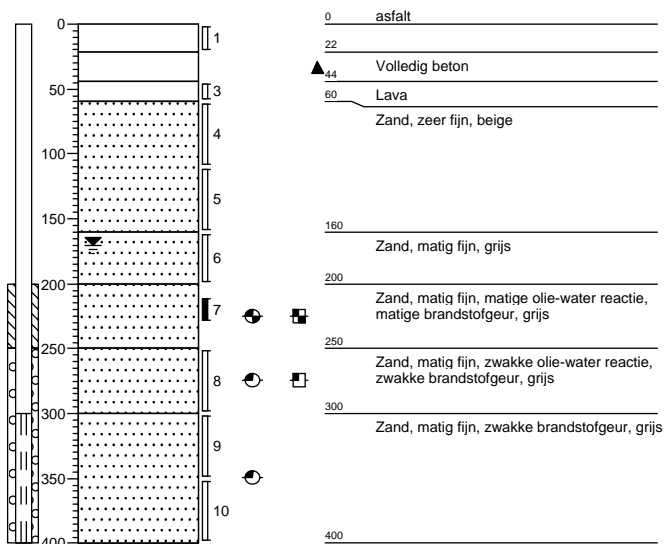 0
50
100
150
200
250
300
350
400
1
3
4
5
6
7
8
9
10
0 asfalt
22
Volledig beton
44
Lava
60
Zand, zeer fijn, beige
160
Zand, matig fijn, grijs
200
Zand, matig fijn, matige olie-water reactie,
matige brandstofgeur, grijs
250
Zand, matig fijn, zwakke olie-water reactie,
zwakke brandstofgeur, grijs
300
Zand, matig fijn, zwakke brandstofgeur, grijs
400